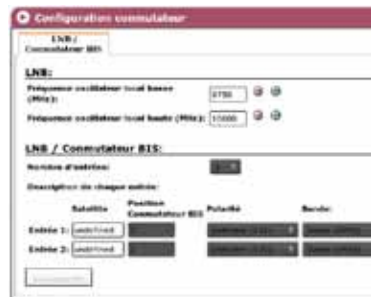 Configuration commutateur
LNB /
Commutateur BIS
LNB:
Fréquence oscillateur local basse
(MHz):
9750
Fréquence oscillateur local haute (MHz):
LNB / Commutateur BIS:
Nombre d'entrées:
Description de chaque entrée:
Satellite
Position
Commutateur BIS
Polarité
Bande:
Entrée 1: undefined
Entrée 2: undefined